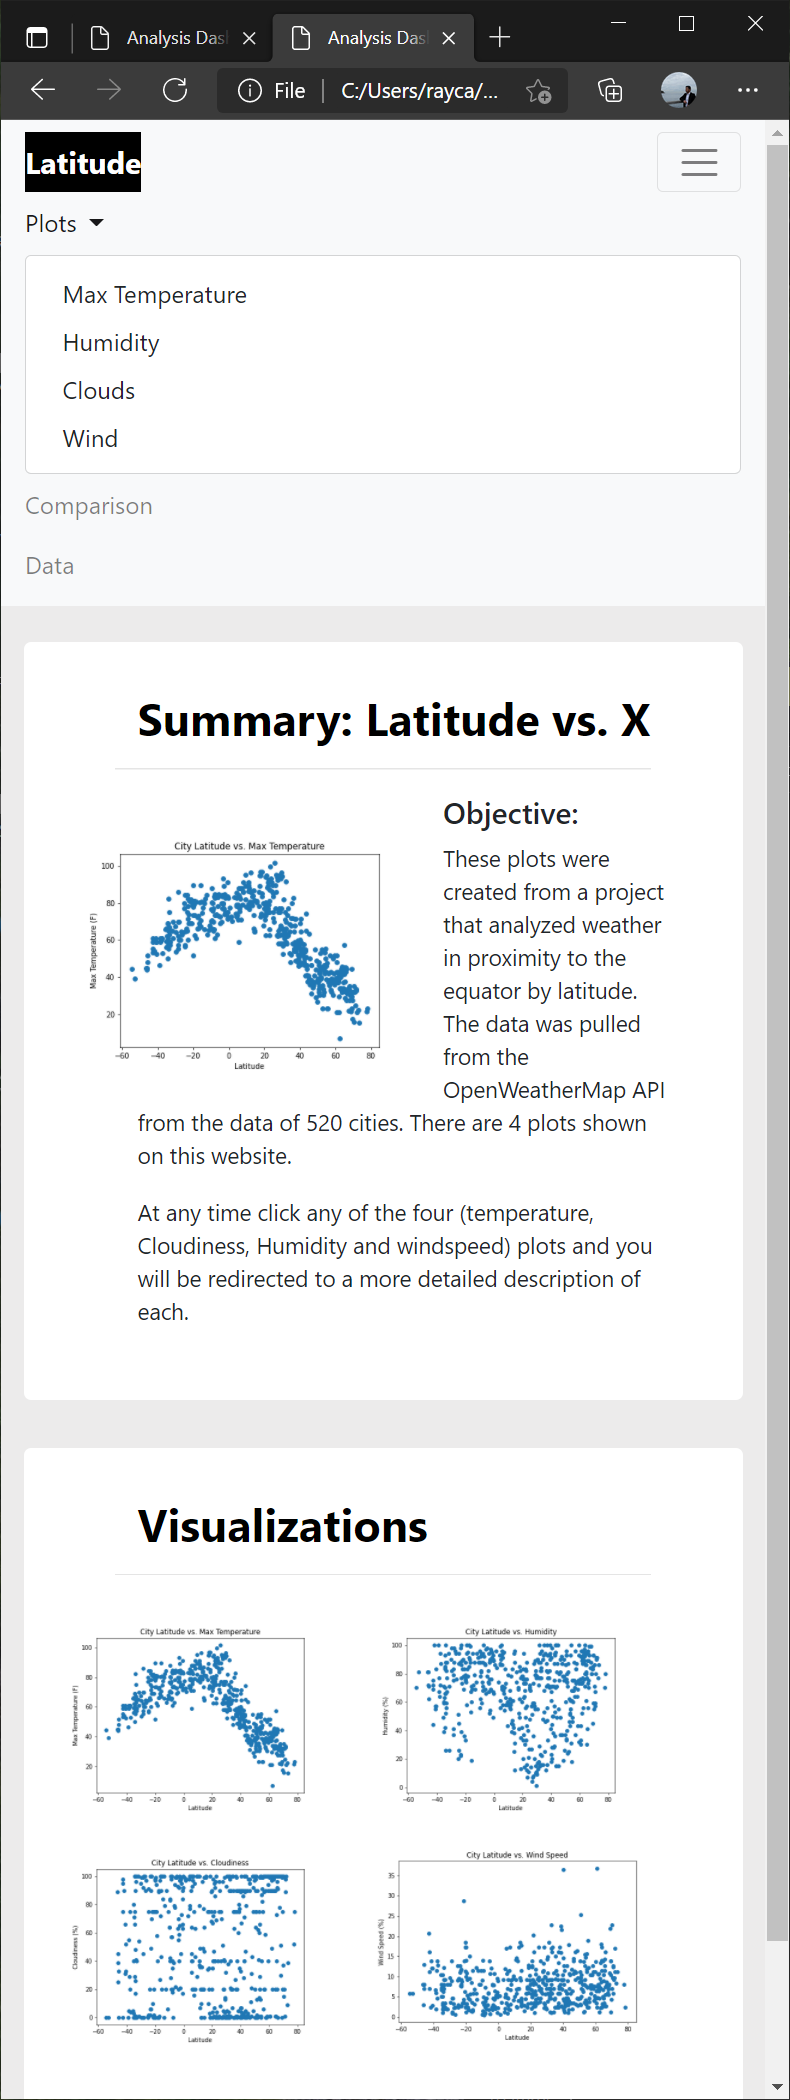 Analysis Das
Analysis Das
File
C:/Users/rayca/...
Latitude
Plots
Max Temperature
Humidity
Clouds
Wind
Comparison
Data
Summary: Latitude vs. X
City Latitude vs. Max Temperature
Max Temperature (F)
100
80
60
40
20
−60 −40 −20 0 20 40 60 80
Latitude
Objective:
These plots were
created from a project
that analyzed weather
in proximity to the
equator by latitude.
The data was pulled
from the
OpenWeatherMap API
from the data of 520 cities. There are 4 plots shown
on this website.
At any time click any of the four (temperature,
Cloudiness, Humidity and windspeed) plots and you
will be redirected to a more detailed description of
each.
Visualizations
City Latitude vs. Max Temperature
Max Temperature (F)
100
80
60
40
20
−60 −40 −20 0 20 40 60 80
Latitude
City Latitude vs. Humidity
Humidity (%)
100
80
60
40
20
0
−60 −40 −20 0 20 40 60 80
Latitude
City Latitude vs. Cloudiness
Cloudiness (%)
100
80
60
40
20
0
−60 −40 −20 0 20 40 60 80
Latitude
City Latitude vs. Wind Speed
Wind Speed (%)
35
30
25
20
15
10
5
0
−60 −40 −20 0 20 40 60 80
Latitude